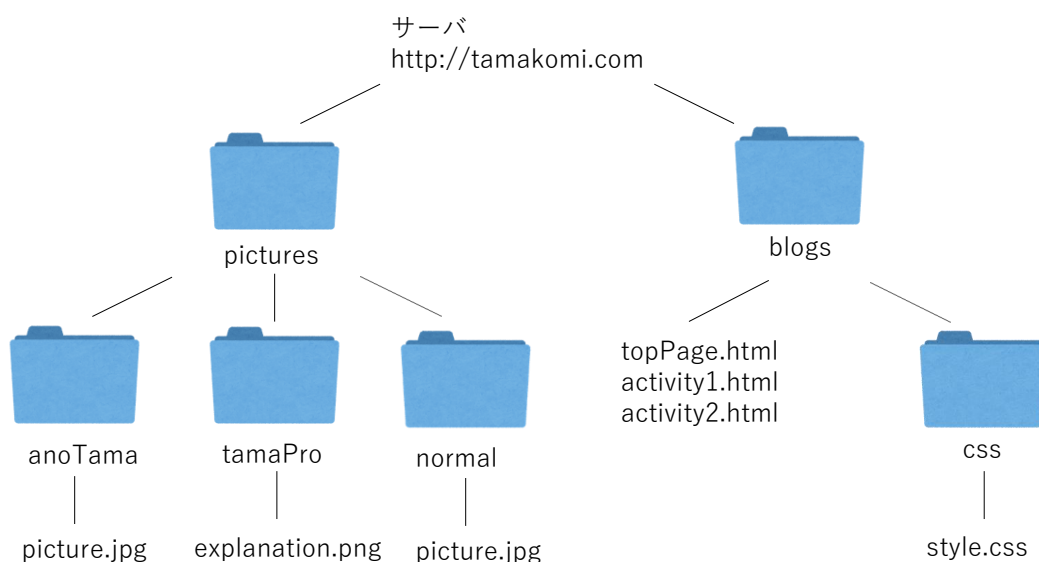 サーバ
http://tamakomi.com
pictures
blogs
topPage.html
activity1.html
activity2.html
anoTama
tamaPro
normal
css
picture.jpg
explanation.png
picture.jpg
style.css